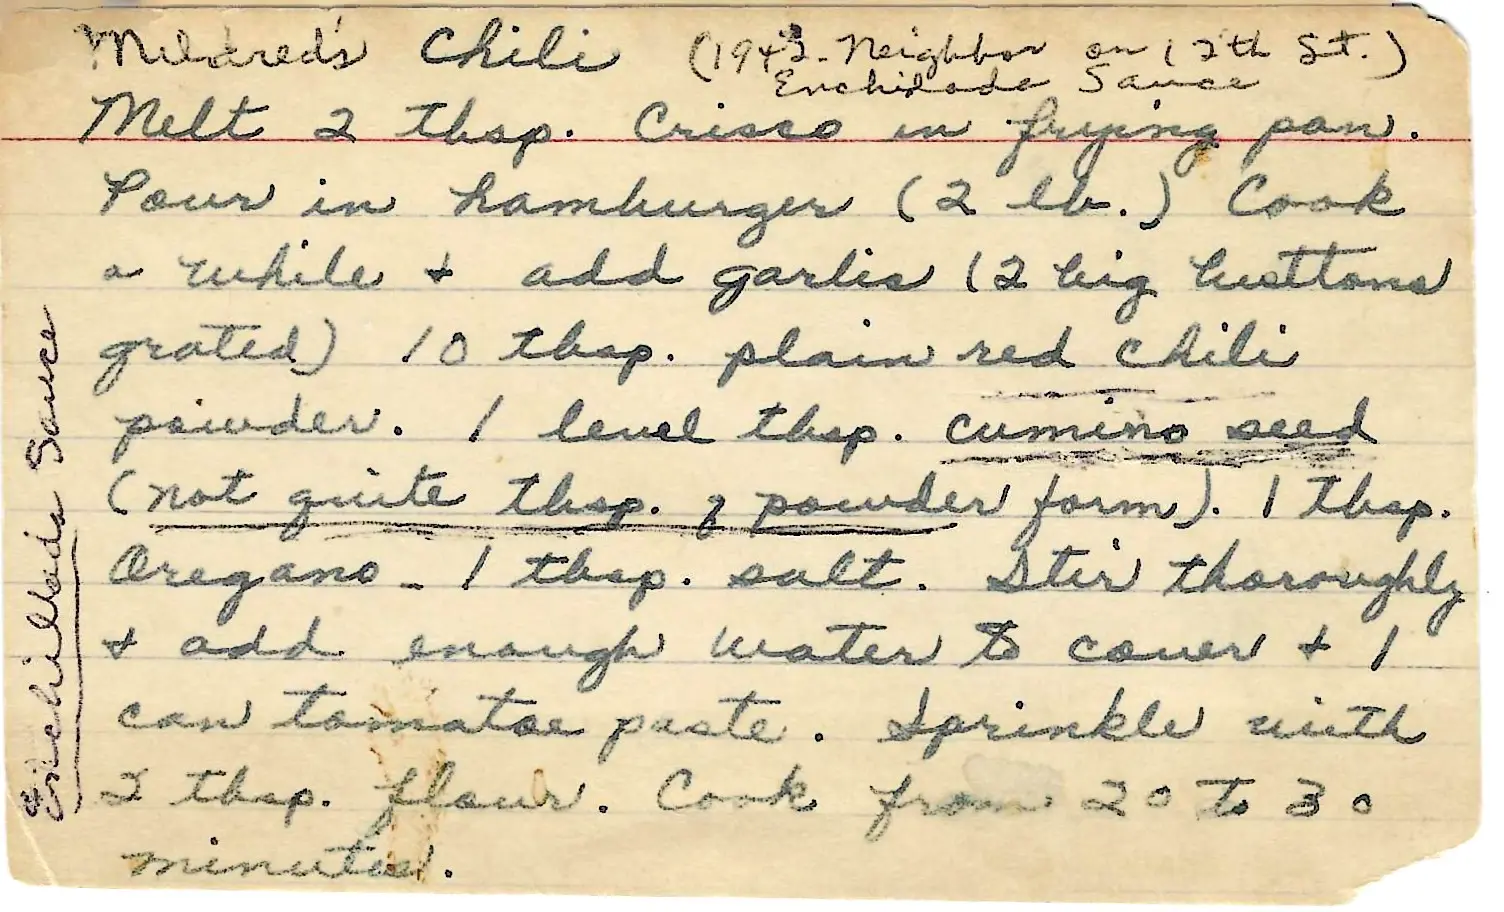 Mildred's Chili (1942 - Neighbor on 12th St.)
Enchilada Sauce
Melt 2 tbsp. Crisco in frying pan.
Pour in hamburger (2 lb.) Cook
a while + add garlic (2 big buttons
grated) 10 tbsp. plain red chili
powder. 1 level tbsp. cumino seed
(not quite tbsp. of powder form). 1 tbsp.
Oregano - 1 tbsp. salt. Stir thoroughly
+ add enough water to cover + 1
can tomatoe paste. Sprinkle with
2 tbsp. flour. Cook from 20 to 30
minutes.
Enchillada Sauce